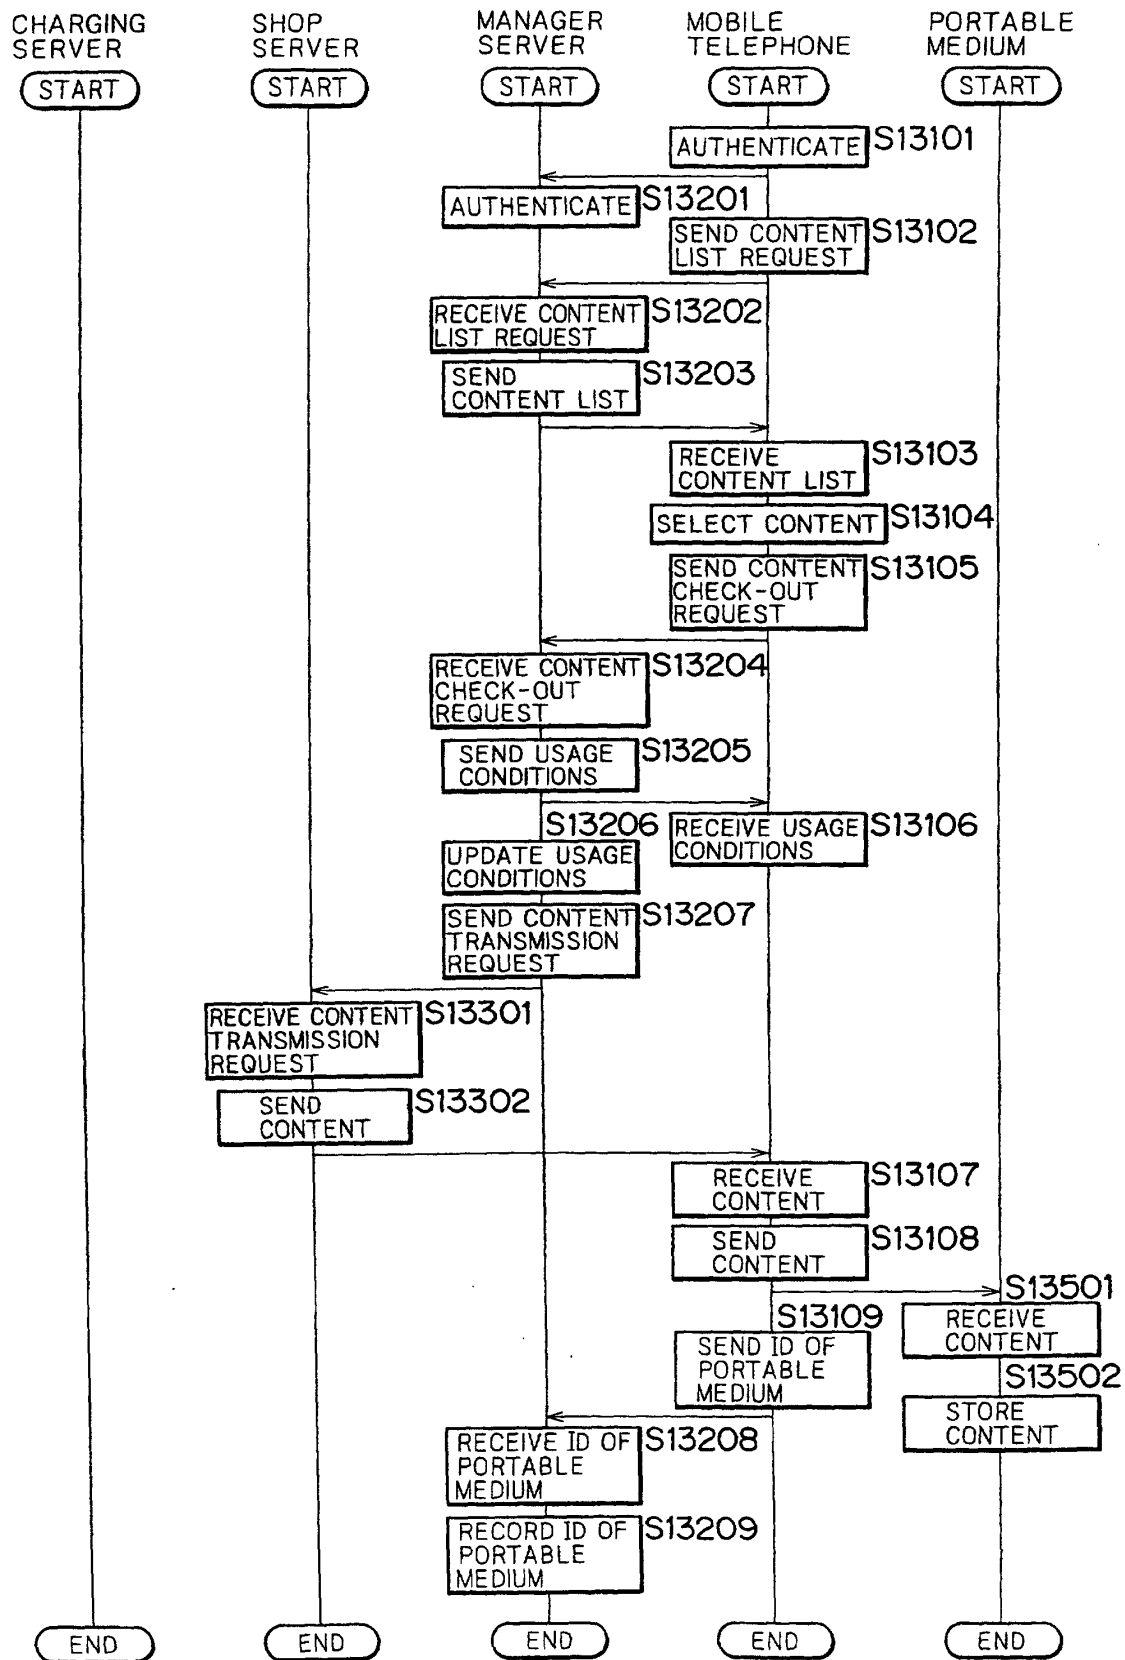 CHARGING
SERVER
SHOP
SERVER
MANAGER
SERVER
MOBILE
TELEPHONE
PORTABLE
MEDIUM
START
START
START
START
START
AUTHENTICATE
S13101
AUTHENTICATE
S13201
SEND CONTENT
LIST REQUEST
S13102
RECEIVE CONTENT
LIST REQUEST
S13202
SEND
CONTENT LIST
S13203
RECEIVE
CONTENT LIST
S13103
SELECT CONTENT
S13104
SEND CONTENT
CHECK-OUT
REQUEST
S13105
RECEIVE CONTENT
CHECK-OUT
REQUEST
S13204
SEND USAGE
CONDITIONS
S13205
S13206
UPDATE USAGE
CONDITIONS
RECEIVE USAGE
CONDITIONS
S13106
SEND CONTENT
TRANSMISSION
REQUEST
S13207
RECEIVE CONTENT
TRANSMISSION
REQUEST
S13301
SEND
CONTENT
S13302
RECEIVE
CONTENT
S13107
SEND
CONTENT
S13108
S13501
RECEIVE
CONTENT
S13109
SEND ID OF
PORTABLE
MEDIUM
S13502
STORE
CONTENT
RECEIVE ID OF
PORTABLE
MEDIUM
S13208
RECORD ID OF
PORTABLE
MEDIUM
S13209
END
END
END
END
END